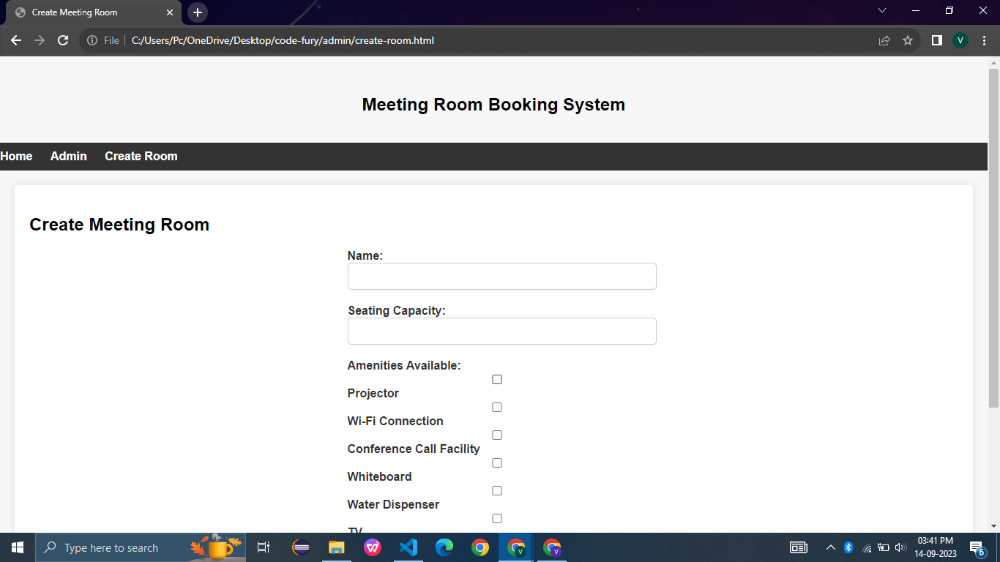 Create Meeting Room
File
C:/Users/Pc/OneDrive/Desktop/code-fury/admin/create-room.html
V
Meeting Room Booking System
Home Admin Create Room
Create Meeting Room
Name:
Seating Capacity:
Amenities Available:
Projector
Wi-Fi Connection
Conference Call Facility
Whiteboard
Water Dispenser
TV
Type here to search
V
V
03:41 PM
14-09-2023
6